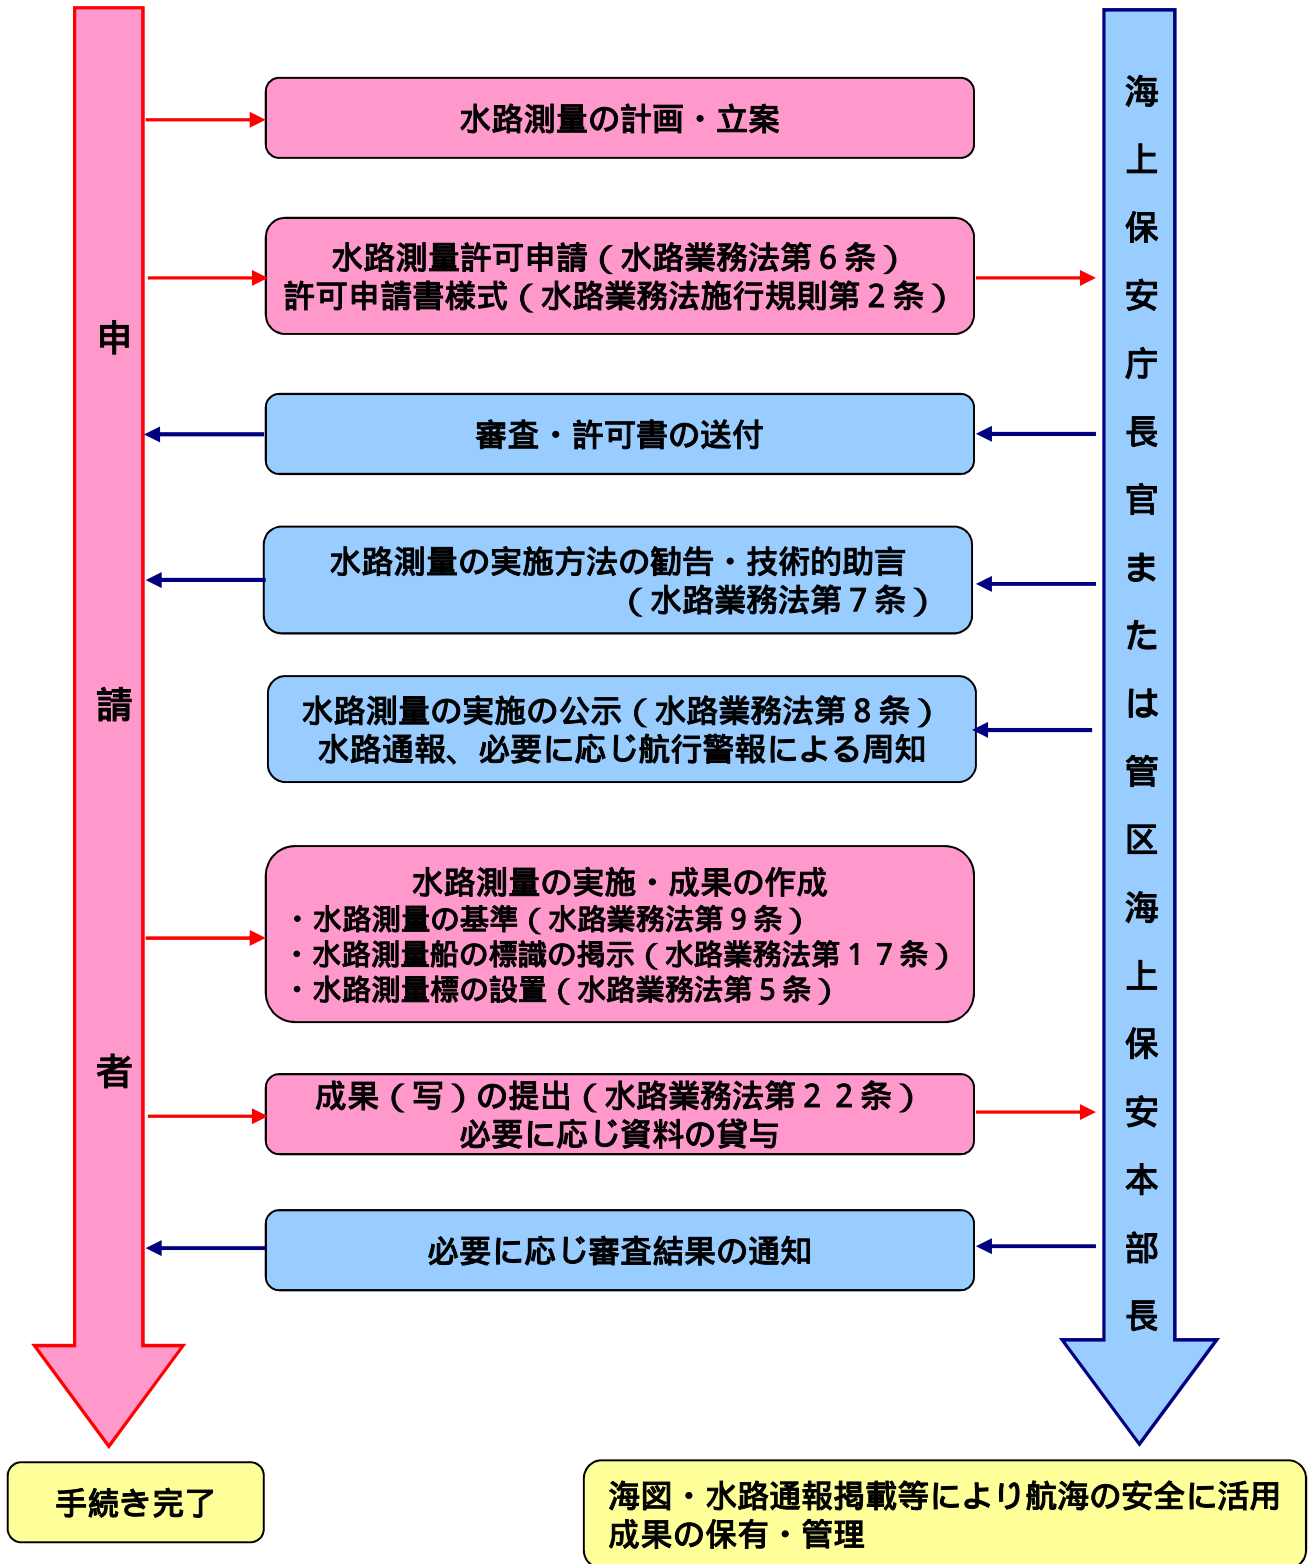 水路測量の計画・立案
水路測量許可申請（水路業務法第６条）
許可申請書様式（水路業務法施行規則第２条）
審査・許可書の送付
水路測量の実施方法の勧告・技術的助言
（水路業務法第７条）
水路測量の実施の公示（水路業務法第８条）
水路通報、必要に応じ航行警報による周知
水路測量の実施・成果の作成
・水路測量の基準（水路業務法第９条）
・水路測量船の標識の掲示（水路業務法第１７条）
・水路測量標の設置（水路業務法第５条）
成果（写）の提出（水路業務法第２２条）
必要に応じ資料の貸与
必要に応じ審査結果の通知
申請者
海上保安庁長官または管区海上保安本部長
手続き完了
海図・水路通報掲載等により航海の安全に活用
成果の保有・管理